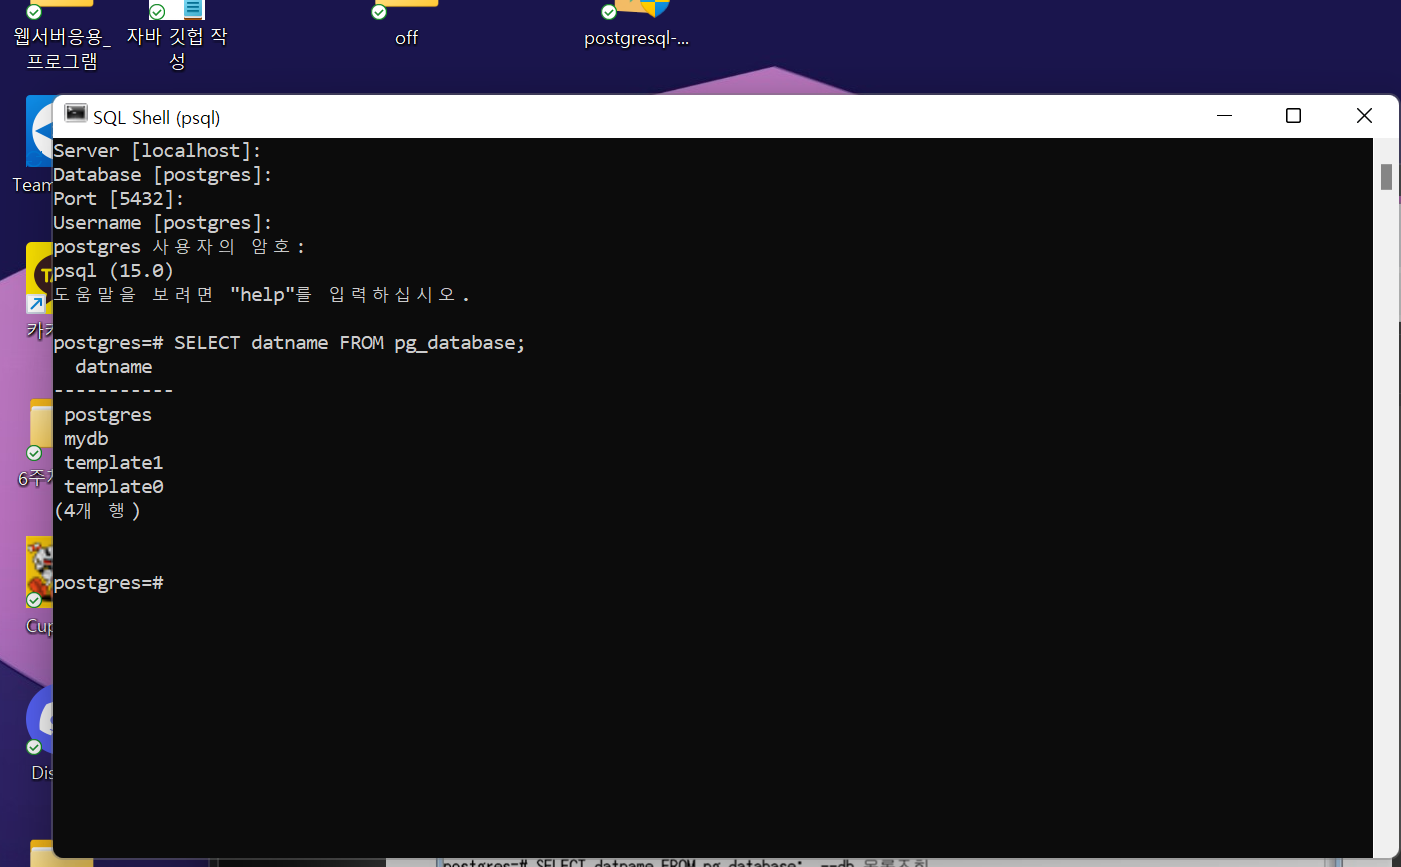 웹서버응용_
프로그램
자바 깃헙 작
성
off
postgresql-...
SQL Shell (psql)
Server [localhost]:
Database [postgres]:
Port [5432]:
Username [postgres]:
postgres 사용자의 암호:
psql (15.0)
도움말을 보려면 "help"를 입력하십시오.
postgres=# SELECT datname FROM pg_database;
datname
-----------
postgres
mydb
template1
template0
(4개 행)
postgres=#
Team
카카
6주차
Cup
Dis
postgres=# SELECT datname FROM pg_database; --db 목록조회